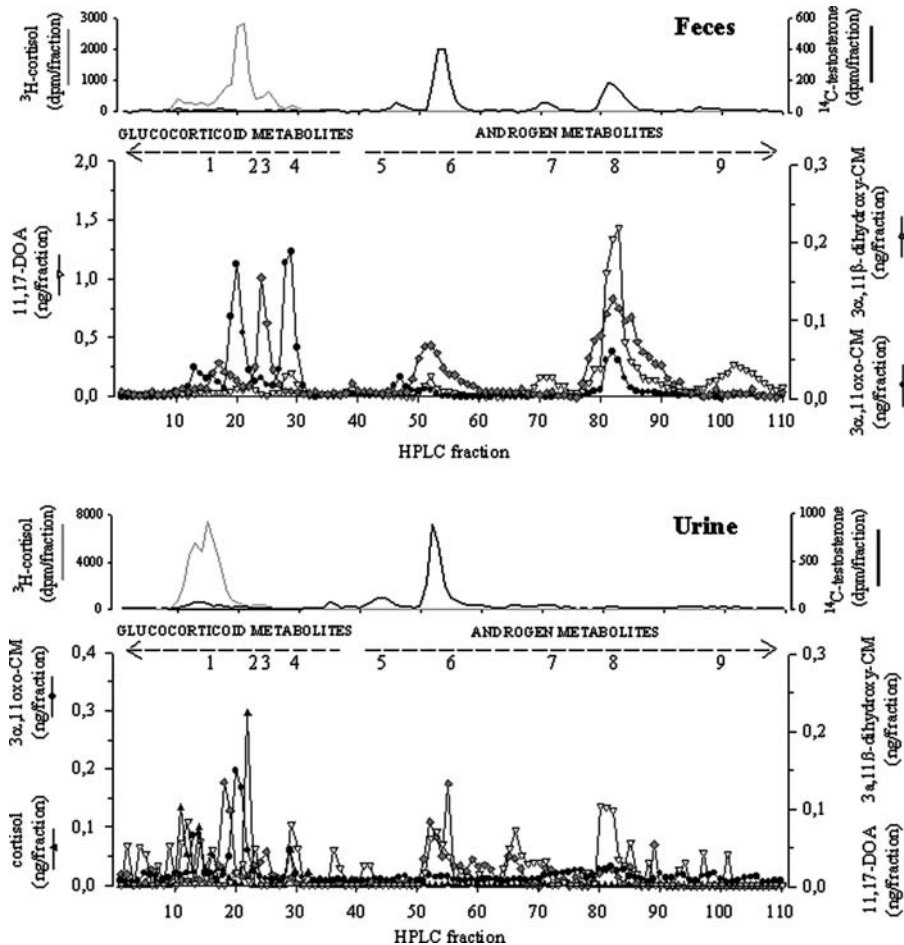 Feces
³H-cortisol
(dpm/fraction)
3000
2000
1000
0
600
400
200
0
¹⁴C-testosterone
(dpm/fraction)
GLUCOCORTICOID METABOLITES
ANDROGEN METABOLITES
1 2 3 4 5 6 7 8 9
11,17-DOA
(ng/fraction)
2,0
1,5
1,0
0,5
0,0
0,3
0,2
0,1
0,0
3α,11β-dihydroxy-CM
(ng/fraction)
3α,11oxo-CM
(ng/fraction)
10 20 30 40 50 60 70 80 90 100 110
HPLC fraction
Urine
³H-cortisol
(dpm/fraction)
8000
4000
0
1000
500
0
¹⁴C-testosterone
(dpm/fraction)
GLUCOCORTICOID METABOLITES
ANDROGEN METABOLITES
1 2 3 4 5 6 7 8
3α,11oxo-CM
(ng/fraction)
cortisol
(ng/fraction)
0,4
0,3
0,2
0,1
0,0
0,3
0,2
0,1
0,0
3a,11ß-dihydroxy-CM
(ng/fraction)
11,17-DOA
(ng/fraction)
10 20 30 40 50 60 70 80 90 100 110
HPLC fraction